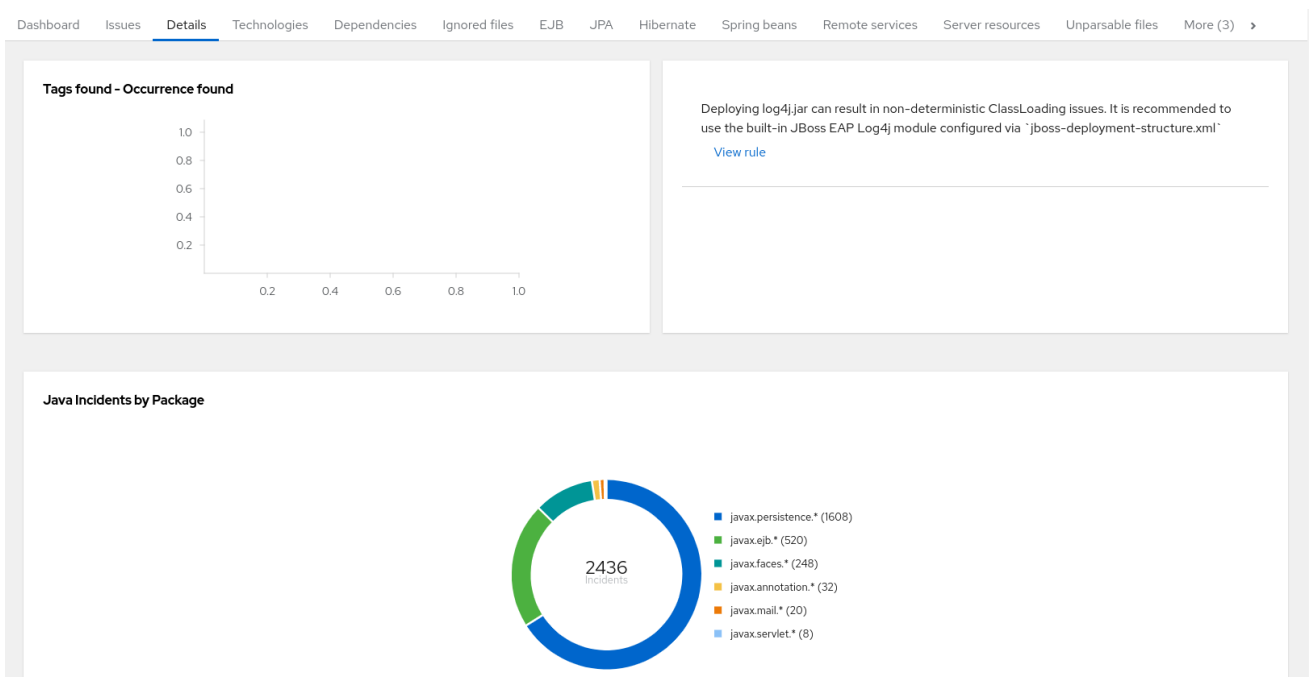 Dashboard Issues Details Technologies Dependencies Ignored files EJB JPA Hibernate Spring beans Remote services Server resources Unparsable files More (3)
Tags found - Occurrence found
1.0
0.8
0.6
0.4
0.2
0.2 0.4 0.6 0.8 1.0
Deploying log4j.jar can result in non-deterministic ClassLoading issues. It is recommended to
use the built-in JBoss EAP Log4j module configured via `jboss-deployment-structure.xml`
View rule
Java Incidents by Package
2436
Incidents
javax.persistence.* (1608)
javax.ejb.* (520)
javax.faces.* (248)
javax.annotation.* (32)
javax.mail.* (20)
javax.servlet.* (8)